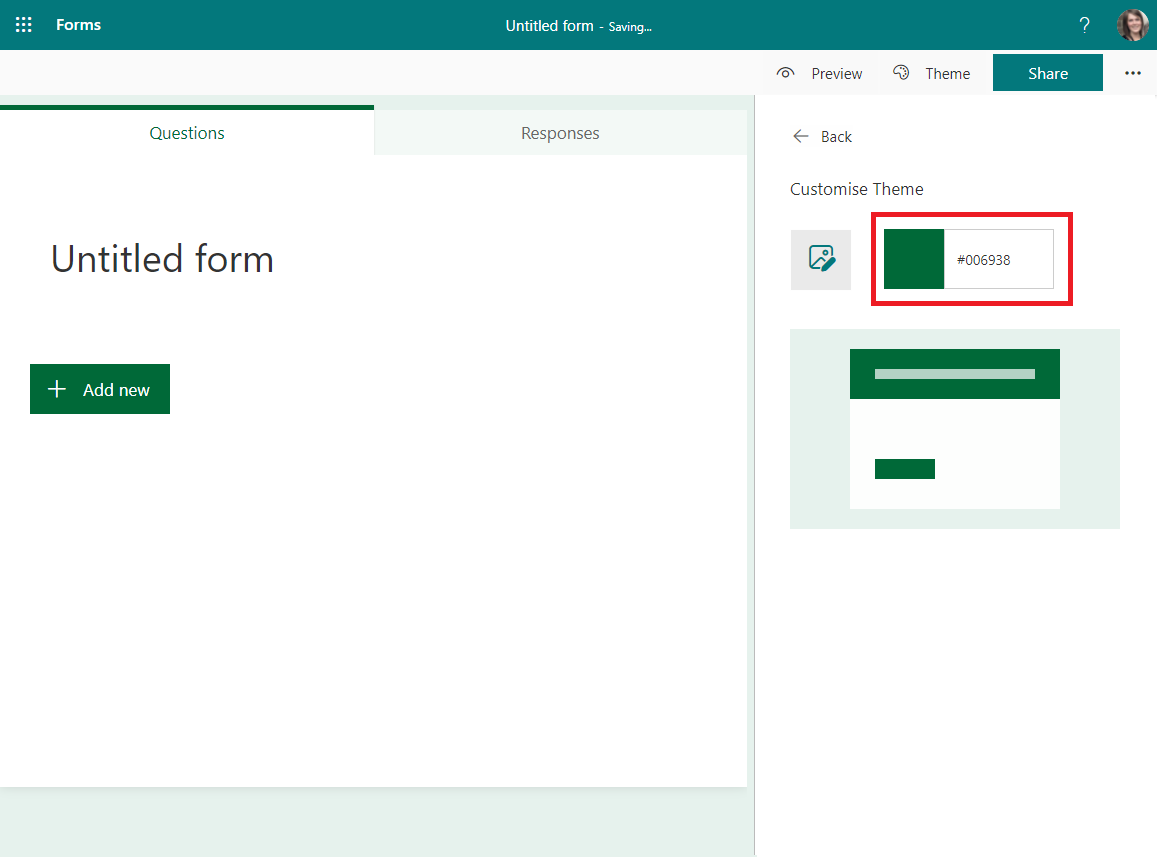 Forms
Untitled form - Saving...
?
Preview
Theme
Share
Questions
Responses
Back
Customise Theme
#006938
Untitled form
Add new